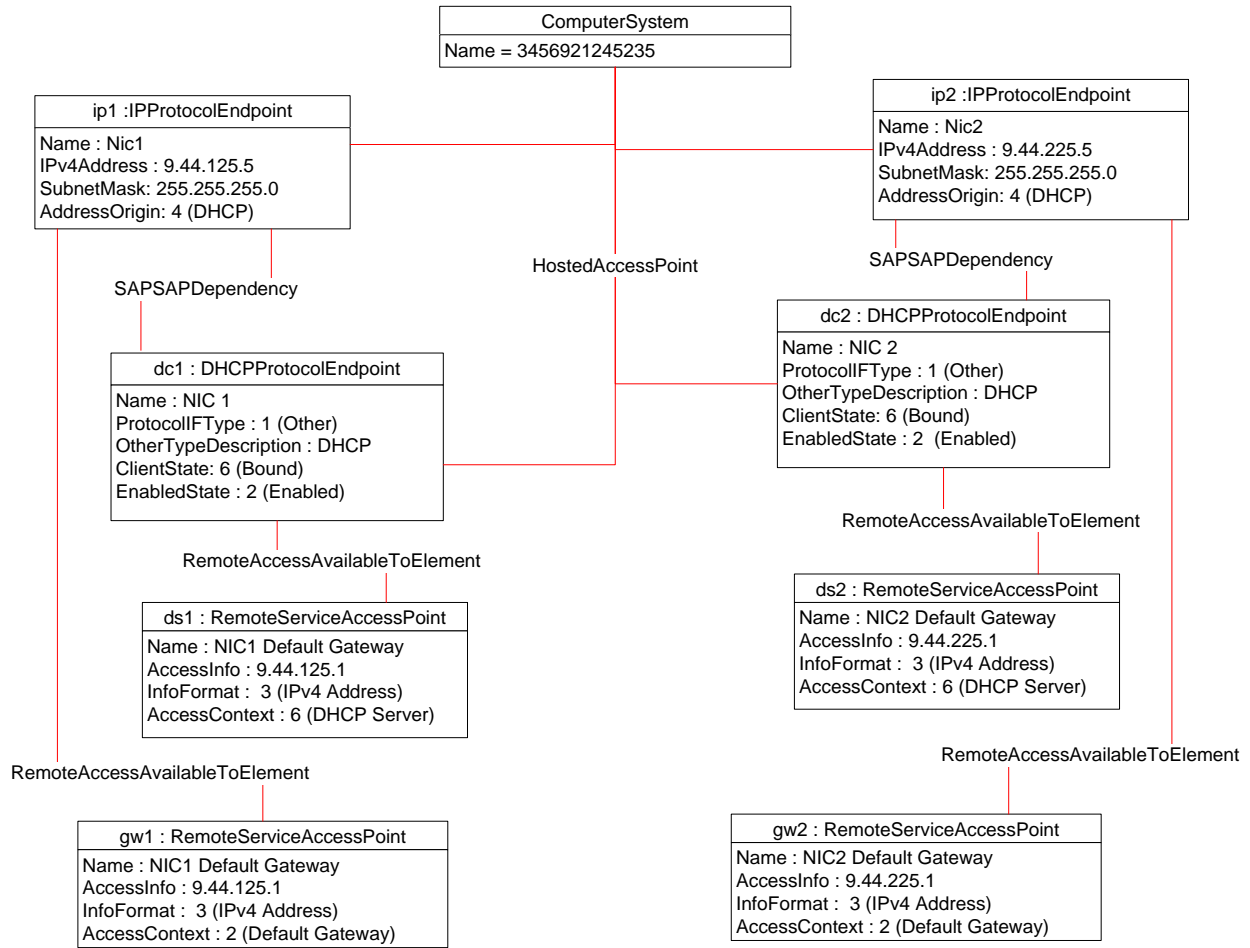 ComputerSystem
Name = 3456921245235
ip1 :IPProtocolEndpoint
Name : Nic1
IPv4Address : 9.44.125.5
SubnetMask: 255.255.255.0
AddressOrigin: 4 (DHCP)
ip2 :IPProtocolEndpoint
Name : Nic2
IPv4Address : 9.44.225.5
SubnetMask : 255.255.255.0
AddressOrigin: 4 (DHCP)
HostedAccessPoint
SAPSAPDependency
SAPSAPDependency
dc1 : DHCPProtocolEndpoint
Name : NIC 1
ProtocolIFType : 1 (Other)
OtherTypeDescription : DHCP
ClientState: 6 (Bound)
EnabledState : 2 (Enabled)
dc2 : DHCPProtocolEndpoint
Name : NIC 2
ProtocolIFType : 1 (Other)
OtherTypeDescription : DHCP
ClientState: 6 (Bound)
EnabledState : 2 (Enabled)
RemoteAccessAvailableToElement
RemoteAccessAvailableToElement
ds1 : RemoteServiceAccessPoint
Name : NIC1 Default Gateway
AccessInfo : 9.44.125.1
InfoFormat : 3 (IPv4 Address)
AccessContext : 6 (DHCP Server)
ds2 : RemoteServiceAccessPoint
Name : NIC2 Default Gateway
AccessInfo : 9.44.225.1
InfoFormat : 3 (IPv4 Address)
AccessContext : 6 (DHCP Server)
RemoteAccessAvailableToElement
RemoteAccessAvailableToElement
gw1 : RemoteServiceAccessPoint
Name : NIC1 Default Gateway
AccessInfo : 9.44.125.1
InfoFormat : 3 (IPv4 Address)
AccessContext : 2 (Default Gateway)
gw2 : RemoteServiceAccessPoint
Name : NIC2 Default Gateway
AccessInfo : 9.44.225.1
InfoFormat : 3 (IPv4 Address)
AccessContext : 2 (Default Gateway)